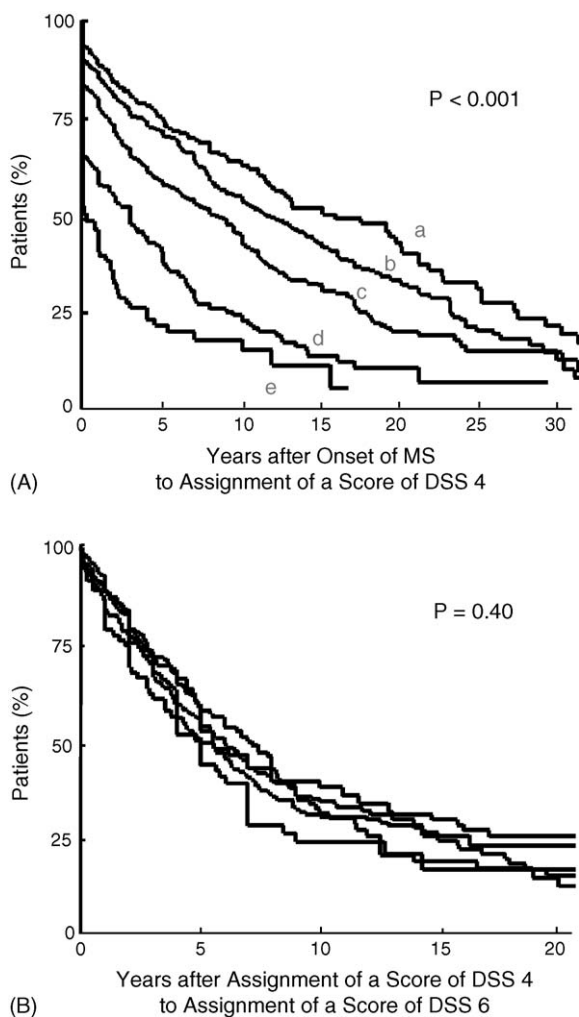 100
75
50
25
0
Patients (%)
P < 0.001
a
b
c
d
e
0 5 10 15 20 25 30
Years after Onset of MS
to Assignment of a Score of DSS 4
(A)
100
75
50
25
0
Patients (%)
P = 0.40
0 5 10 15 20
Years after Assignment of a Score of DSS 4
to Assignment of a Score of DSS 6
(B)